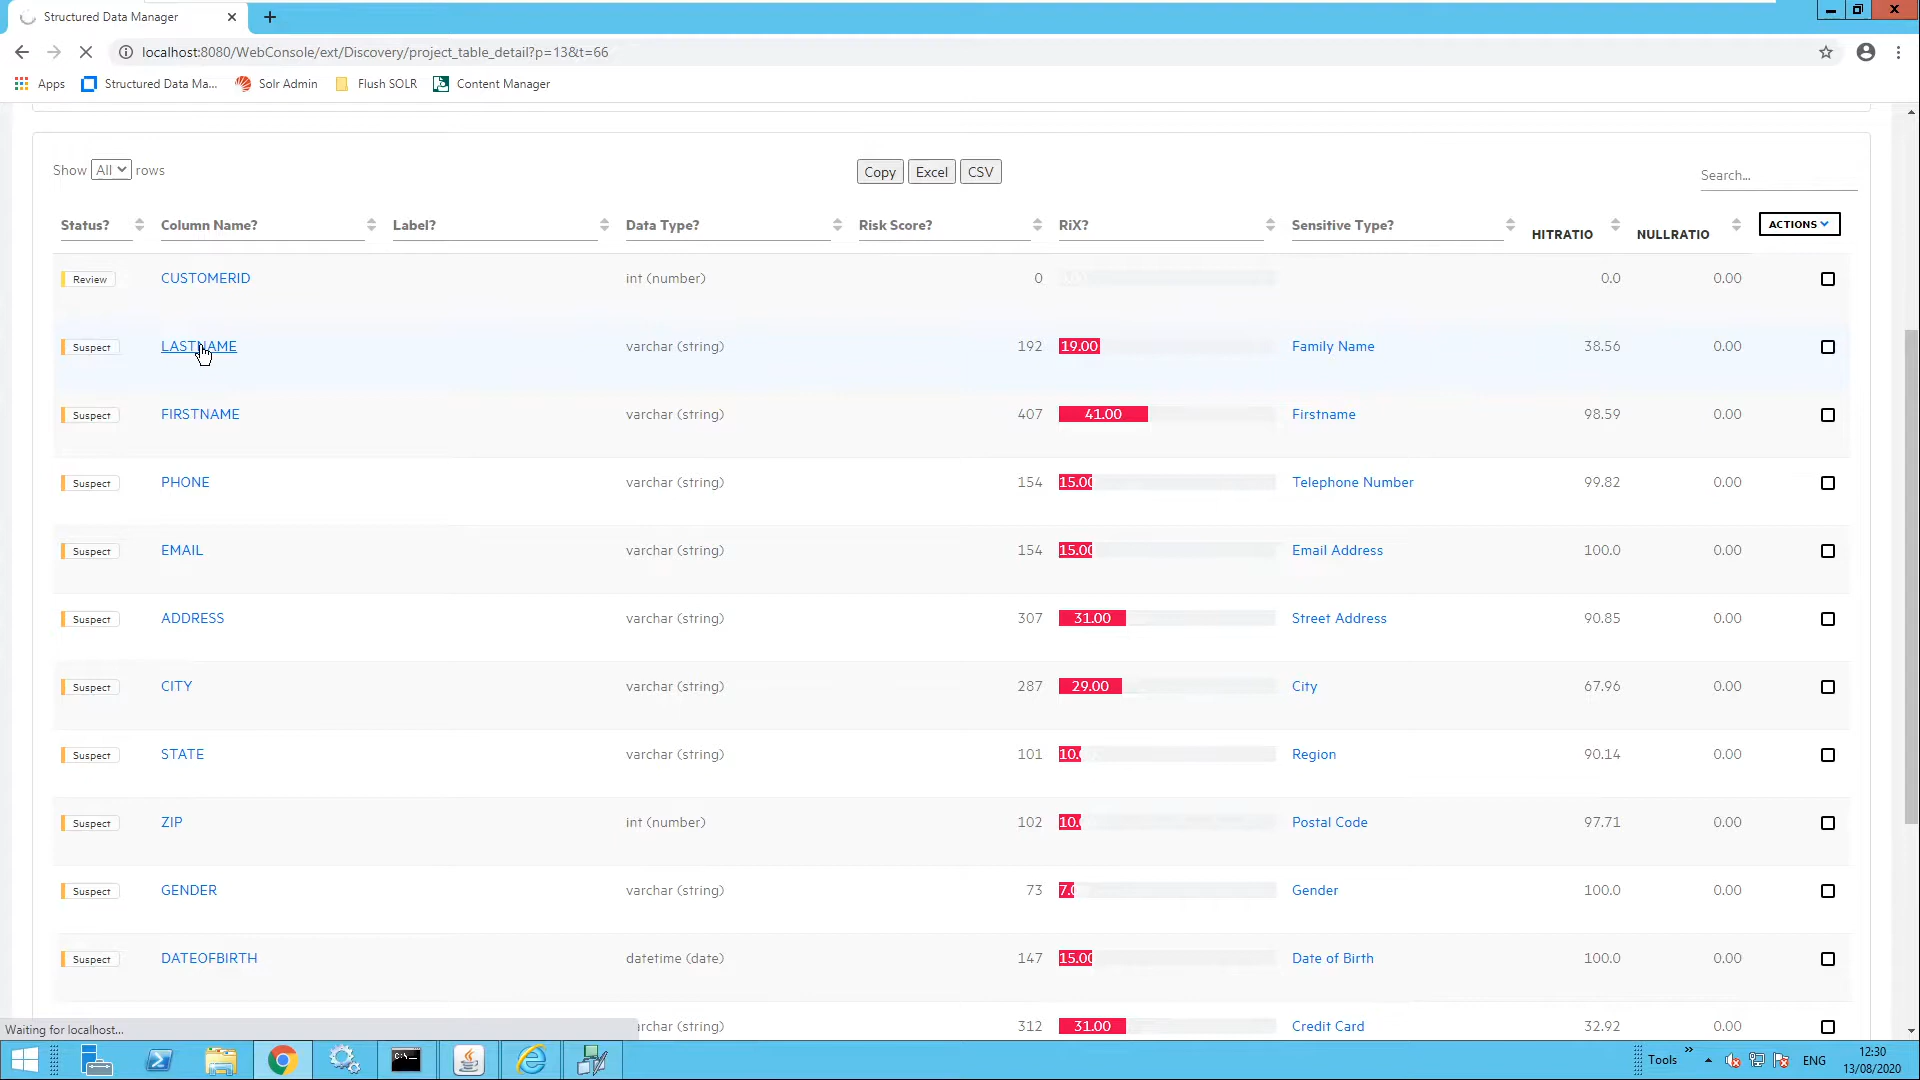 Structured Data Manager
localhost:8080/WebConsole/ext/Discovery/project_table_detail?p=13&t=66
Apps Structured Data Ma... Solr Admin Flush SOLR Content Manager
Show All rows Copy Excel CSV Search...
Status? Column Name? Label? Data Type? Risk Score? RiX? Sensitive Type? HITRATIO NULLRATIO ACTIONS
Review CUSTOMERID int (number) 0 0.0 0.00
Suspect LASTNAME varchar (string) 192 19.00 Family Name 38.56 0.00
Suspect FIRSTNAME varchar (string) 407 41.00 Firstname 98.59 0.00
Suspect PHONE varchar (string) 154 15.00 Telephone Number 99.82 0.00
Suspect EMAIL varchar (string) 154 15.00 Email Address 100.0 0.00
Suspect ADDRESS varchar (string) 307 31.00 Street Address 90.85 0.00
Suspect CITY varchar (string) 287 29.00 City 67.96 0.00
Suspect STATE varchar (string) 101 10. Region 90.14 0.00
Suspect ZIP int (number) 102 10. Postal Code 97.71 0.00
Suspect GENDER varchar (string) 73 7.0 Gender 100.0 0.00
Suspect DATEOFBIRTH datetime (date) 147 15.00 Date of Birth 100.0 0.00
archar (string) 312 31.00 Credit Card 32.92 0.00
Waiting for localhost...
Tools ENG 12:30
13/08/2020